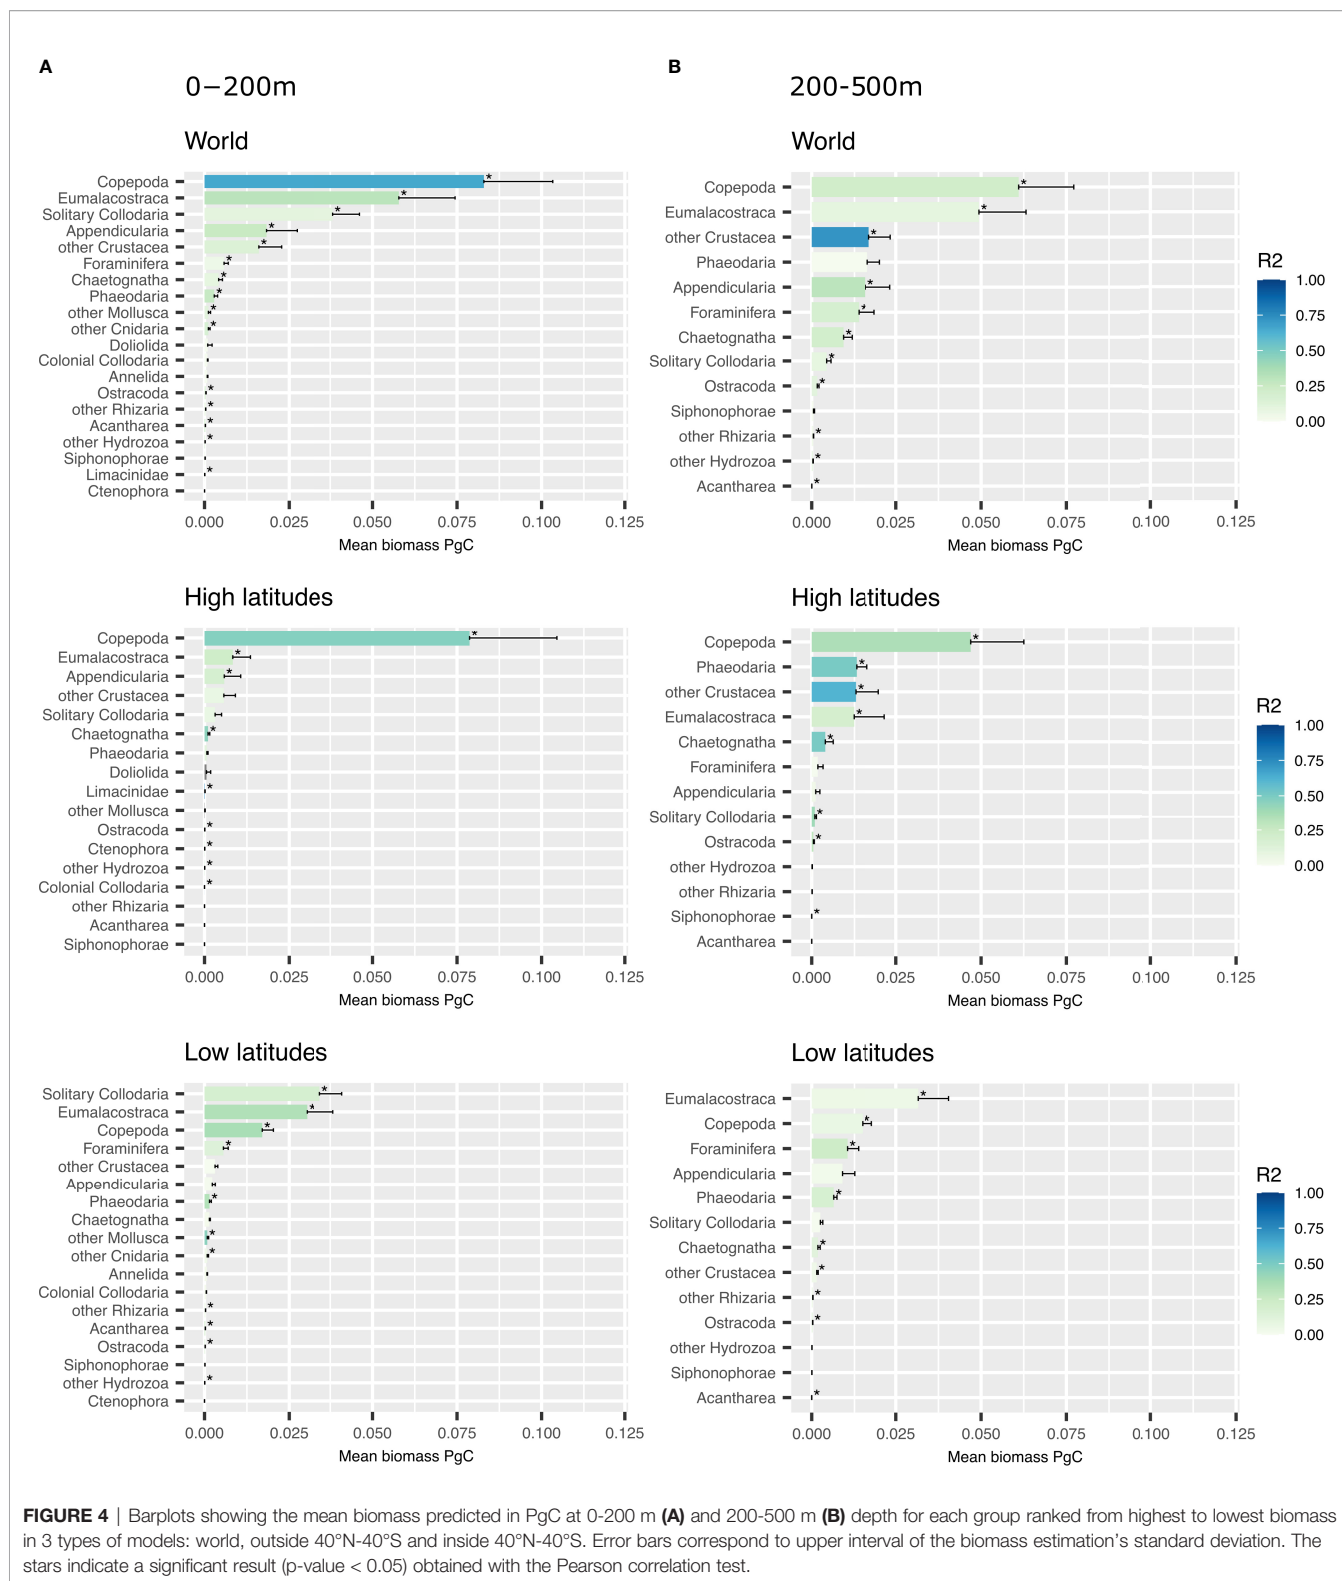 A
0−200m
World
Copepoda
Eumalacostraca
Solitary Collodaria
Appendicularia
other Crustacea
Foraminifera
Chaetognatha
Phaeodaria
other Mollusca
other Cnidaria
Doliolida
Colonial Collodaria
Annelida
Ostracoda
other Rhizaria
Acantharea
other Hydrozoa
Siphonophorae
Limacinidae
Ctenophora
0.000 0.025 0.050 0.075 0.100 0.125
Mean biomass PgC
High latitudes
Copepoda
Eumalacostraca
Appendicularia
other Crustacea
Solitary Collodaria
Chaetognatha
Phaeodaria
Doliolida
Limacinidae
other Mollusca
Ostracoda
Ctenophora
other Hydrozoa
Colonial Collodaria
other Rhizaria
Acantharea
Siphonophorae
0.000 0.025 0.050 0.075 0.100 0.125
Mean biomass PgC
Low latitudes
Solitary Collodaria
Eumalacostraca
Copepoda
Foraminifera
other Crustacea
Appendicularia
Phaeodaria
Chaetognatha
other Mollusca
other Cnidaria
Annelida
Colonial Collodaria
other Rhizaria
Acantharea
Ostracoda
Siphonophorae
other Hydrozoa
Ctenophora
0.000 0.025 0.050 0.075 0.100 0.125
Mean biomass PgC
B
200-500m
World
Copepoda
Eumalacostraca
other Crustacea
Phaeodaria
Appendicularia
Foraminifera
Chaetognatha
Solitary Collodaria
Ostracoda
Siphonophorae
other Rhizaria
other Hydrozoa
Acantharea
0.000 0.025 0.050 0.075 0.100 0.125
Mean biomass PgC
R2
1.00
0.75
0.50
0.25
0.00
High latitudes
Copepoda
Phaeodaria
other Crustacea
Eumalacostraca
Chaetognatha
Foraminifera
Appendicularia
Solitary Collodaria
Ostracoda
other Hydrozoa
other Rhizaria
Siphonophorae
Acantharea
0.000 0.025 0.050 0.075 0.100 0.125
Mean biomass PgC
R2
1.00
0.75
0.50
0.25
0.00
Low latitudes
Eumalacostraca
Copepoda
Foraminifera
Appendicularia
Phaeodaria
Solitary Collodaria
Chaetognatha
other Crustacea
other Rhizaria
Ostracoda
other Hydrozoa
Siphonophorae
Acantharea
0.000 0.025 0.050 0.075 0.100 0.125
Mean biomass PgC
R2
1.00
0.75
0.50
0.25
0.00
FIGURE 4 | Barplots showing the mean biomass predicted in PgC at 0-200 m (A) and 200-500 m (B) depth for each group ranked from highest to lowest biomass
in 3 types of models: world, outside 40°N-40°S and inside 40°N-40°S. Error bars correspond to upper interval of the biomass estimation's standard deviation. The
stars indicate a significant result (p-value < 0.05) obtained with the Pearson correlation test.